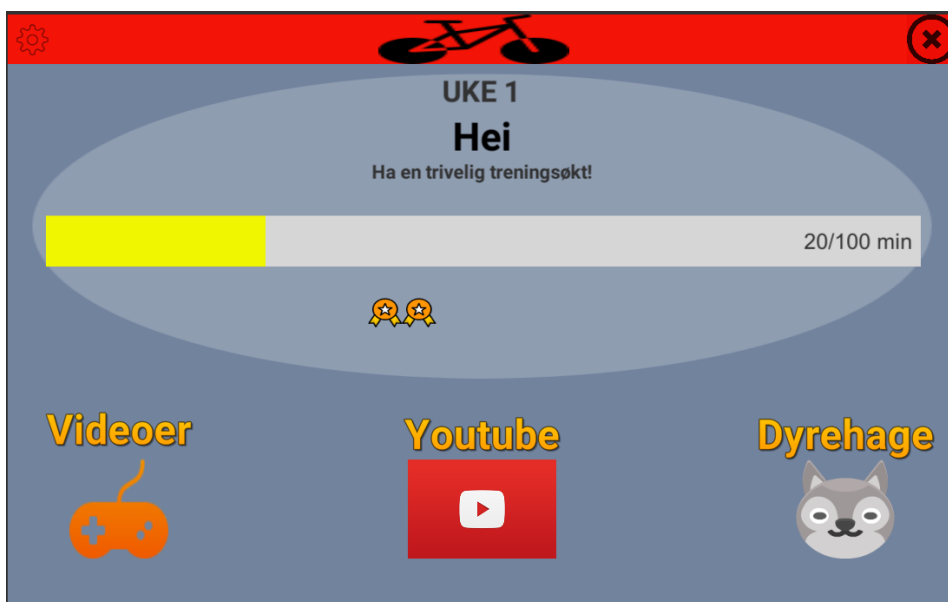 UKE 1
Hei
Ha en trivelig treningsøkt!
20/100 min
Videoer
Youtube
Dyrehage